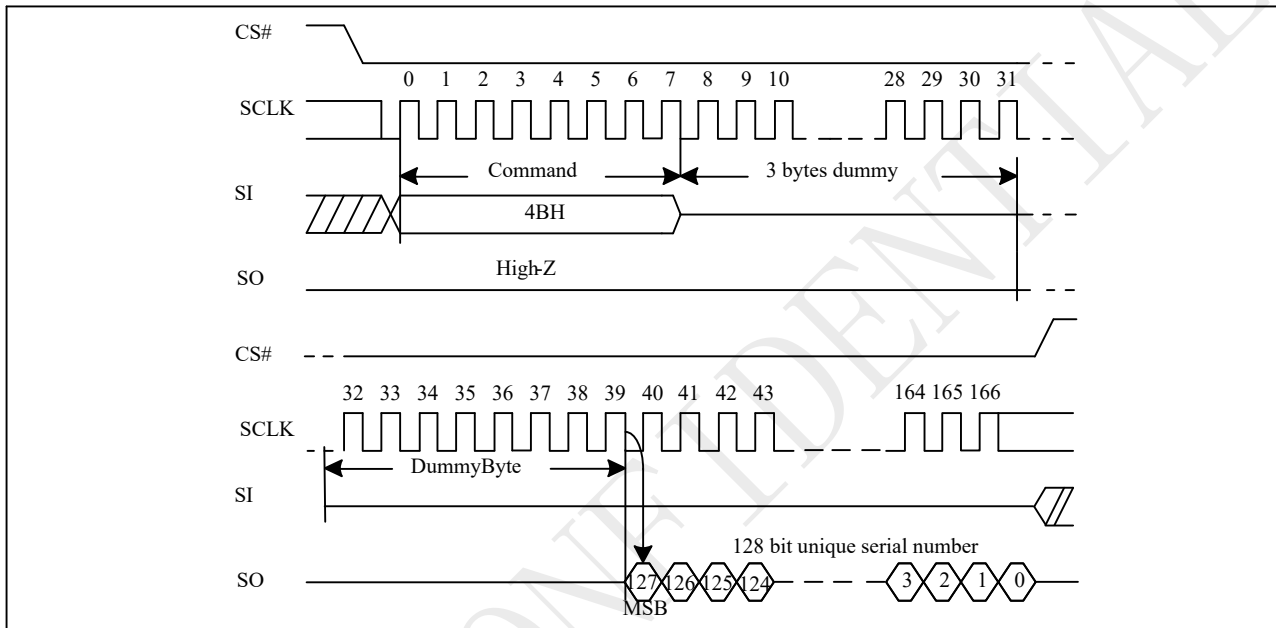 CS#
0 1 2 3 4 5 6 7 8 9 10 28 29 30 31
SCLK
Command 3 bytes dummy
SI
4BH
High-Z
SO
CS#
32 33 34 35 36 37 38 39 40 41 42 43 164 165 166
SCLK
DummyByte
SI
128 bit unique serial number
SO 127 126 125 124 3 2 1 0
MSB
ONFIDENTIAL